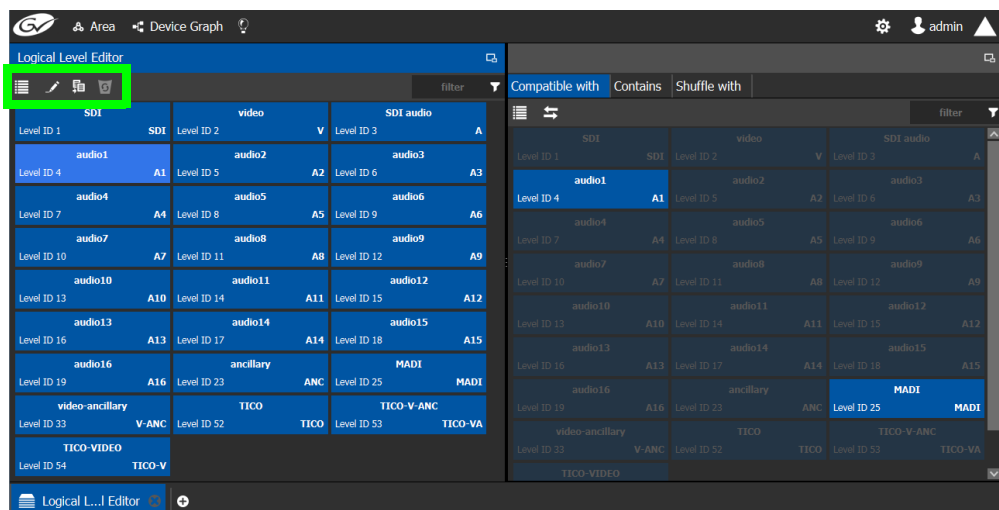 GV Area Device Graph admin
Logical Level Editor
filter
SDI video SDI audio
Level ID 1 SDI Level ID 2 V Level ID 3 A
audio1 audio2 audio3
Level ID 4 A1 Level ID 5 A2 Level ID 6 A3
audio4 audio5 audio6
Level ID 7 A4 Level ID 8 A5 Level ID 9 A6
audio7 audio8 audio9
Level ID 10 A7 Level ID 11 A8 Level ID 12 A9
audio10 audio11 audio12
Level ID 13 A10 Level ID 14 A11 Level ID 15 A12
audio13 audio14 audio15
Level ID 16 A13 Level ID 17 A14 Level ID 18 A15
audio16 ancillary MADI
Level ID 19 A16 Level ID 23 ANC Level ID 25 MADI
video-ancillary TICO TICO-V-ANC
Level ID 33 V-ANC Level ID 52 TICO Level ID 53 TICO-VA
TICO-VIDEO
Level ID 54 TICO-V
Compatible with Contains Shuffle with
filter
SDI video SDI audio
Level ID 1 SDI Level ID 2 V Level ID 3 A
audio1 audio2 audio3
Level ID 4 A1 Level ID 5 A2 Level ID 6 A3
audio4 audio5 audio6
Level ID 7 A4 Level ID 8 A5 Level ID 9 A6
audio7 audio8 audio9
Level ID 10 A7 Level ID 11 A8 Level ID 12 A9
audio10 audio11 audio12
Level ID 13 A10 Level ID 14 A11 Level ID 15 A12
audio13 audio14 audio15
Level ID 16 A13 Level ID 17 A14 Level ID 18 A15
audio16 ancillary MADI
Level ID 19 A16 Level ID 23 ANC Level ID 25 MADI
video-ancillary TICO TICO-V-ANC
Level ID 33 V-ANC Level ID 52 TICO Level ID 53 TICO-VA
TICO-VIDEO
Logical L...l Editor